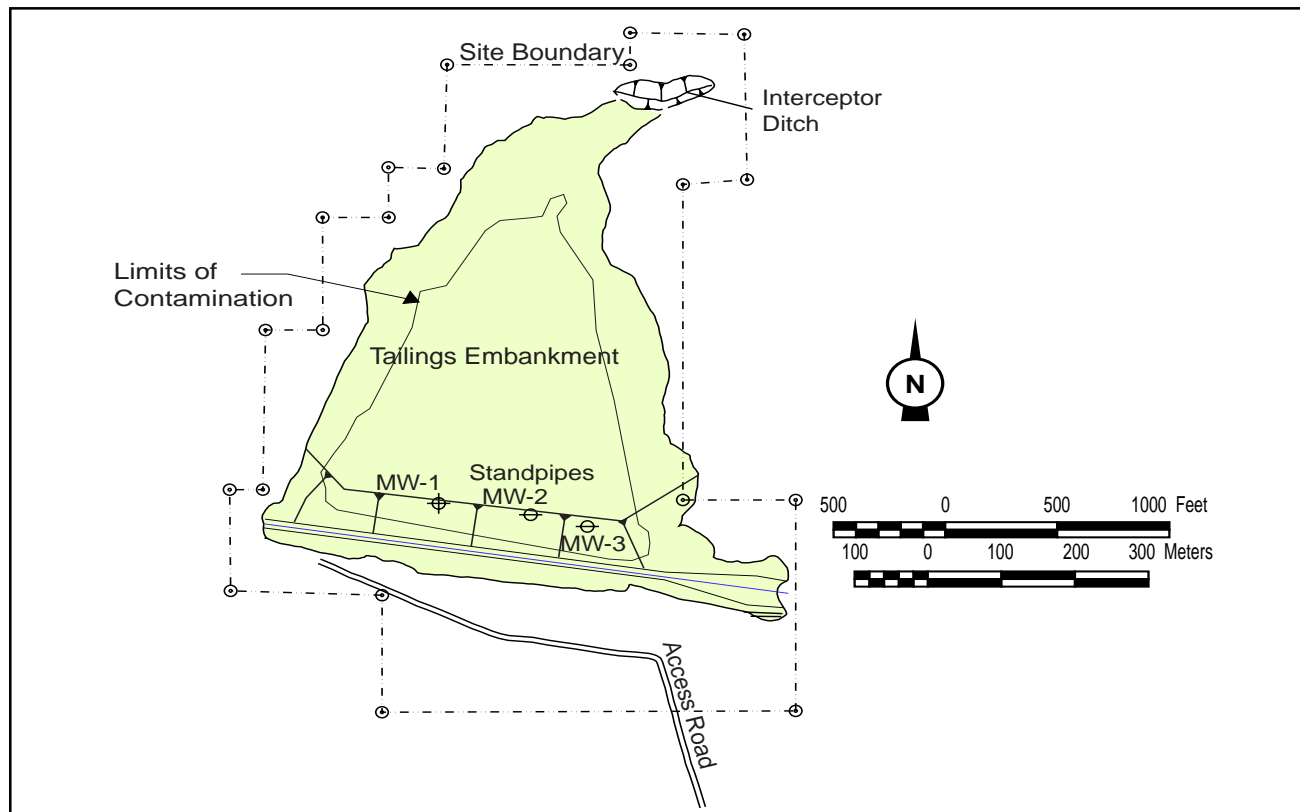 Site Boundary
Interceptor
Ditch
Limits of
Contamination
Tailings Embankment
N
Standpipes
MW-1
MW-2
MW-3
500 0 500 1000 Feet
100 0 100 200 300 Meters
Access Road